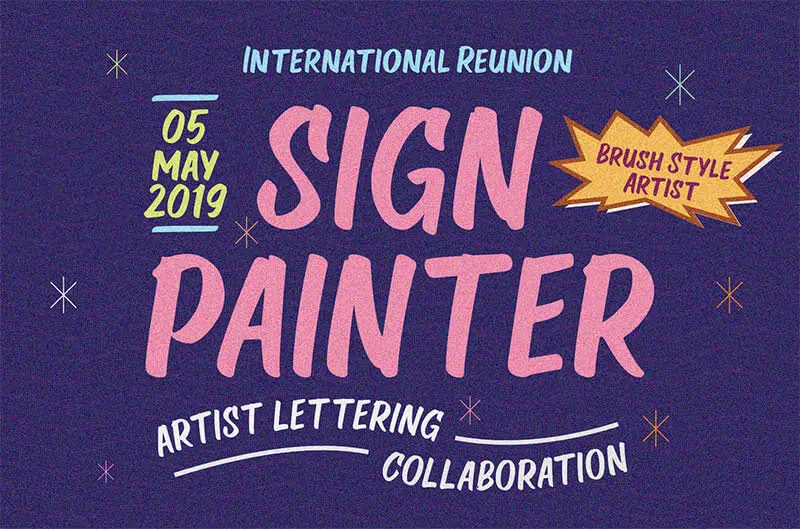 INTERNATIONAL REUNION
05
MAY
2019
SIGN
PAINTER
BRUSH STYLE
ARTIST
ARTIST LETTERING
COLLABORATION